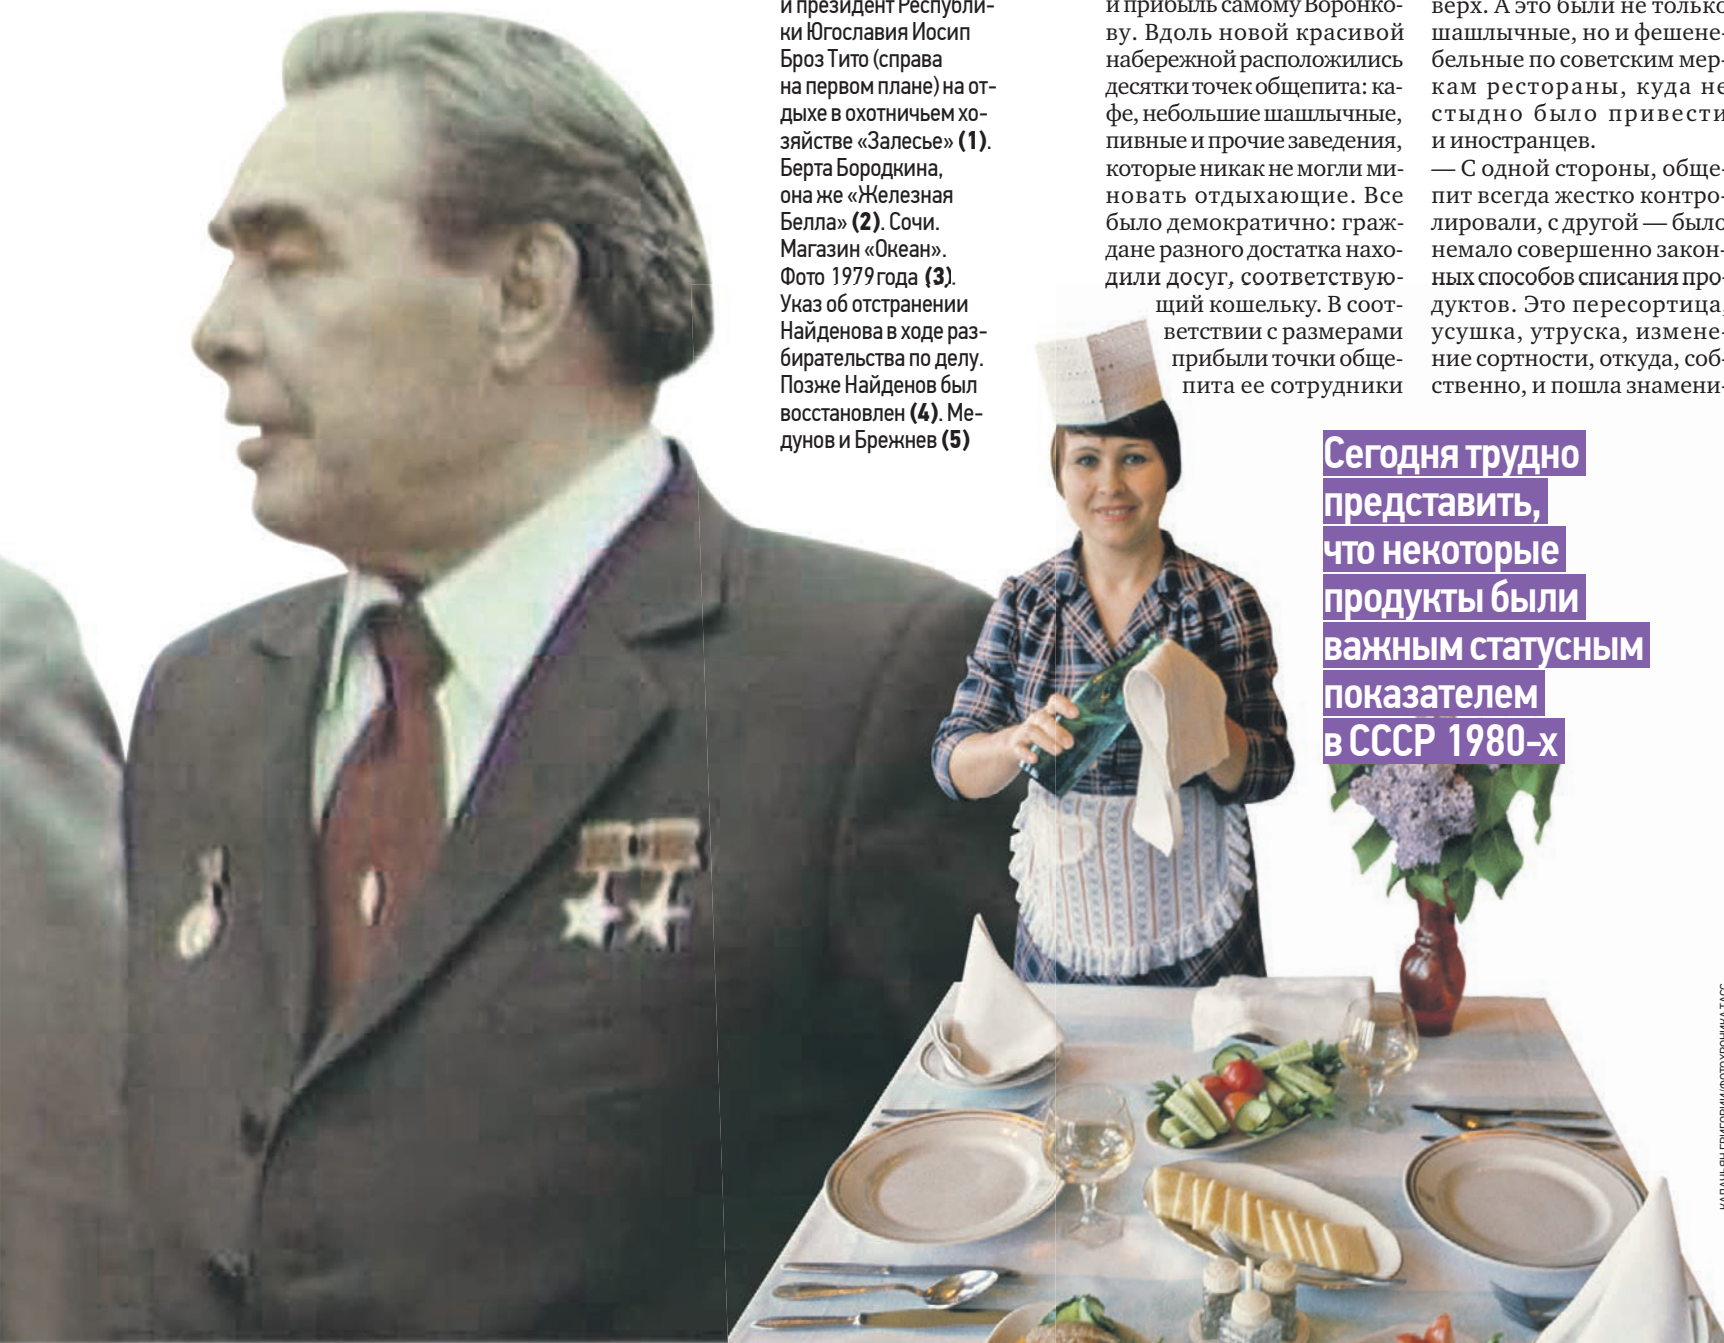 и президент Республи-
ки Югославия Иосип
Броз Тито (справа
на первом плане) на от-
дыхе в охотничьем хо-
зяйстве «Залесье» (1).
Берта Бородкина,
она же «Железная
Белла» (2). Сочи.
Магазин «Океан».
Фото 1979 года (3).
Указ об отстранении
Найденова в ходе раз-
бирательства по делу.
Позже Найденов был
восстановлен (4). Ме-
дунов и Брежнев (5)
и прибыль самому Воронко-
ву. Вдоль новой красивой
набережной расположились
десятки точек общепита: ка-
фе, небольшие шашлычные,
пивные и прочие заведения,
которые никак не могли ми-
новать отдыхающие. Все
было демократично: граж-
дане разного достатка нахо-
дили досуг, соответствую-
щий кошельку. В соот-
ветствии с размерами
прибыли точки обще-
пита ее сотрудники
верх. А это были не только
шашлычные, но и фешене-
бельные по советским мер-
кам рестораны, куда не
стыдно было привести
и иностранцев.
— С одной стороны, обще-
пит всегда жестко контро-
лировали, с другой — было
немало совершенно закон-
ных способов списания про-
дуктов. Это пересортица,
усушка, утруска, измене-
ние сортности, откуда, соб-
ственно, и пошла знамени-
Сегодня трудно
представить,
что некоторые
продукты были
важным статусным
показателем
в СССР 1980-х